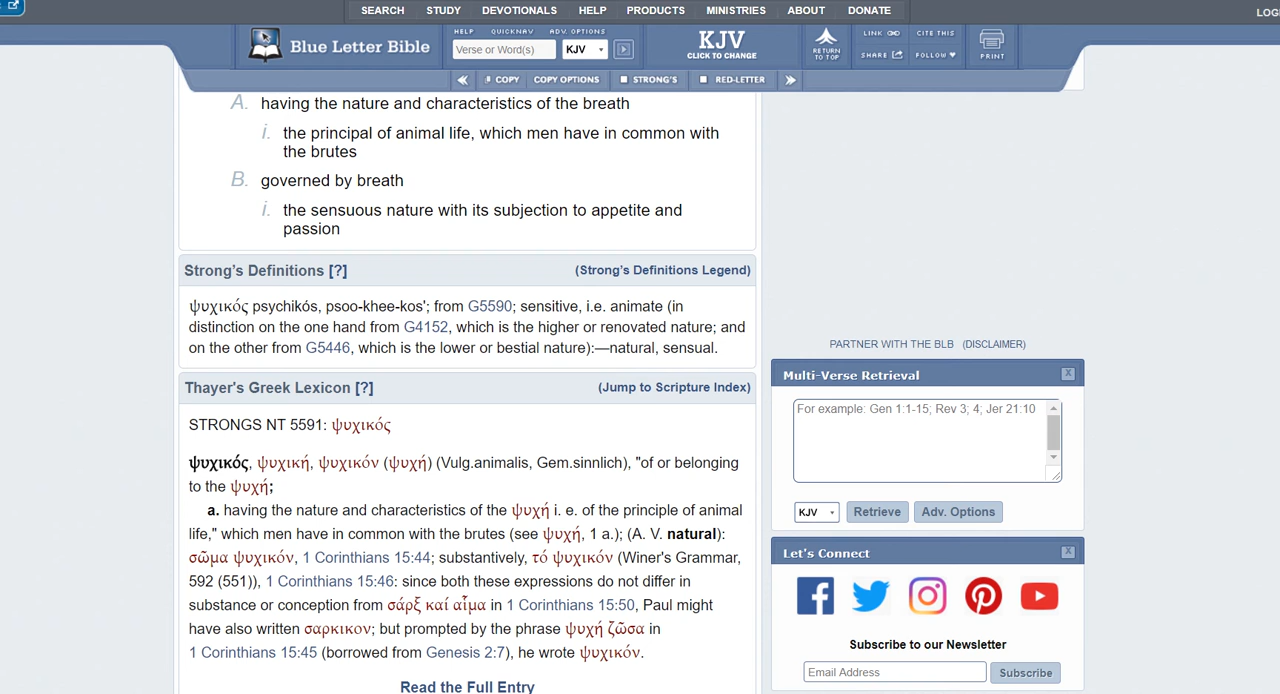 SEARCH STUDY DEVOTIONALS HELP PRODUCTS MINISTRIES ABOUT DONATE
Blue Letter Bible
HELP QUICKNAV ADV. OPTIONS
Verse or Word(s) KJV
KJV
CLICK TO CHANGE
RETURN
TO TOP
LINK CITE THIS
SHARE FOLLOW
PRINT
COPY COPY OPTIONS STRONG'S RED-LETTER
A. having the nature and characteristics of the breath
i. the principal of animal life, which men have in common with
the brutes
B. governed by breath
i. the sensuous nature with its subjection to appetite and
passion
Strong’s Definitions [?] (Strong’s Definitions Legend)
ψυχικός psychikós, psoo-khee-kos'; from G5590; sensitive, i.e. animate (in
distinction on the one hand from G4152, which is the higher or renovated nature; and
on the other from G5446, which is the lower or bestial nature):—natural, sensual.
Thayer's Greek Lexicon [?] (Jump to Scripture Index)
STRONGS NT 5591: ψυχικός
ψυχικός, ψυχική, ψυχικόν (ψυχή) (Vulg.animalis, Gem.sinnlich), "of or belonging
to the ψυχή;
a. having the nature and characteristics of the ψυχή i. e. of the principle of animal
life," which men have in common with the brutes (see ψυχή, 1 a.); (A. V. natural):
σῶμα ψυχικόν, 1 Corinthians 15:44; substantively, τό ψυχικόν (Winer's Grammar,
592 (551)), 1 Corinthians 15:46: since both these expressions do not differ in
substance or conception from σάρξ καί αἷμα in 1 Corinthians 15:50, Paul might
have also written σαρκικον; but prompted by the phrase ψυχή ζῶσα in
1 Corinthians 15:45 (borrowed from Genesis 2:7), he wrote ψυχικόν.
Read the Full Entry
PARTNER WITH THE BLB (DISCLAIMER)
Multi-Verse Retrieval X
For example: Gen 1:1-15; Rev 3; 4; Jer 21:10
KJV Retrieve Adv. Options
Let's Connect X
Subscribe to our Newsletter
Email Address Subscribe